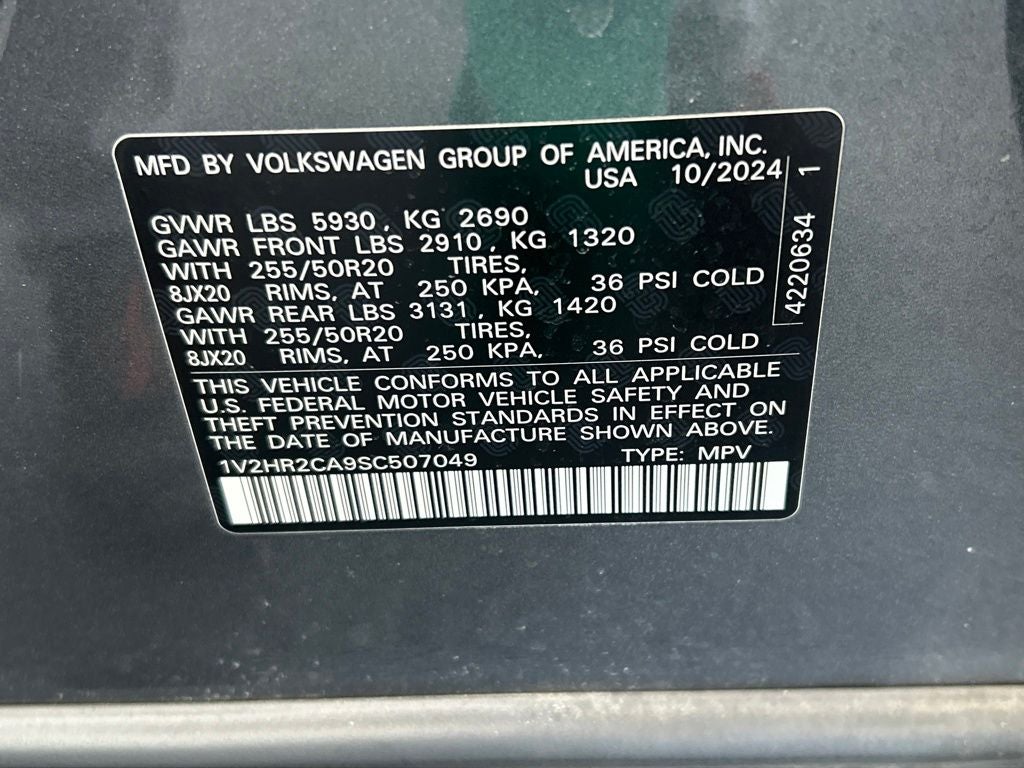 MFD BY VOLKSWAGEN GROUP OF AMERICA, INC.
USA 10/2024
GVWR LBS 5930, KG 2690
GAWR FRONT LBS 2910, KG 1320
WITH 255/50R20 TIRES,
8JX20 RIMS, AT 250 KPA, 36 PSI COLD
GAWR REAR LBS 3131, KG 1420
WITH 255/50R20 TIRES,
8JX20 RIMS, AT 250 KPA, 36 PSI COLD
THIS VEHICLE CONFORMS TO ALL APPLICABLE
U.S. FEDERAL MOTOR VEHICLE SAFETY AND
THEFT PREVENTION STANDARDS IN EFFECT ON
THE DATE OF MANUFACTURE SHOWN ABOVE.
1V2HR2CA9SC507049 TYPE: MPV
4220634 1